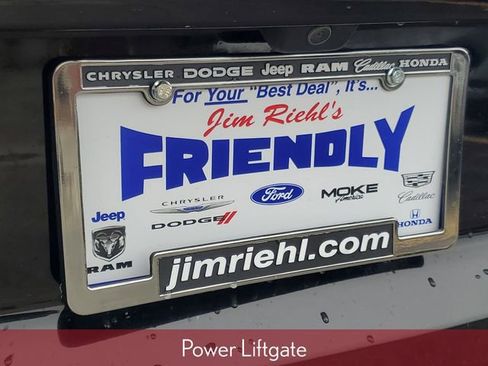 CHRYSLER DODGE Jeep RAM Cadillac HONDA
For Your "Best Deal", It's...
Jim Riehl's
FRIENDLY
Jeep CHRYSLER Ford MOKE America Cadillac
RAM DODGE HONDA
jimriehl.com
Power Liftgate